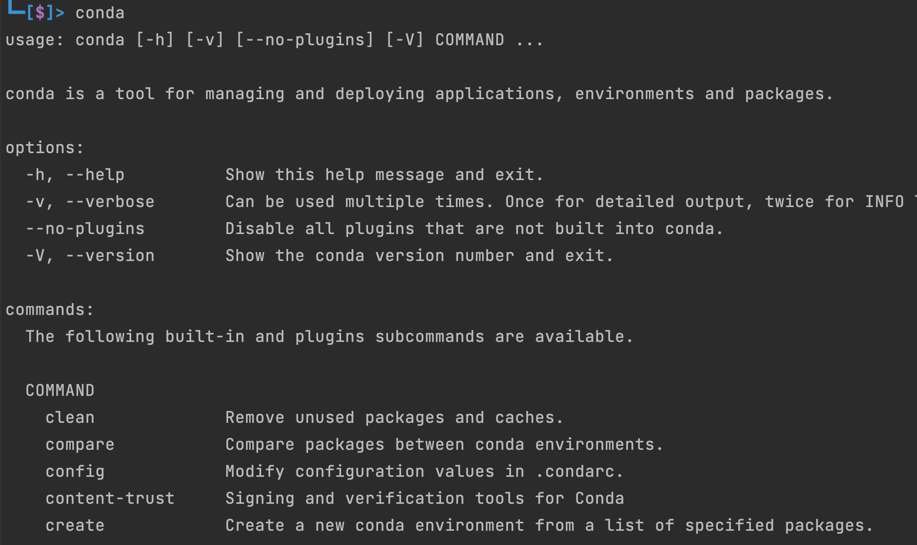 └─[$]> conda
usage: conda [-h] [-v] [--no-plugins] [-V] COMMAND ...
conda is a tool for managing and deploying applications, environments and packages.
options:
  -h, --help          Show this help message and exit.
  -v, --verbose       Can be used multiple times. Once for detailed output, twice for INFO
  --no-plugins        Disable all plugins that are not built into conda.
  -V, --version       Show the conda version number and exit.
commands:
  The following built-in and plugins subcommands are available.
  COMMAND
    clean             Remove unused packages and caches.
    compare           Compare packages between conda environments.
    config            Modify configuration values in .condarc.
    content-trust     Signing and verification tools for Conda
    create            Create a new conda environment from a list of specified packages.